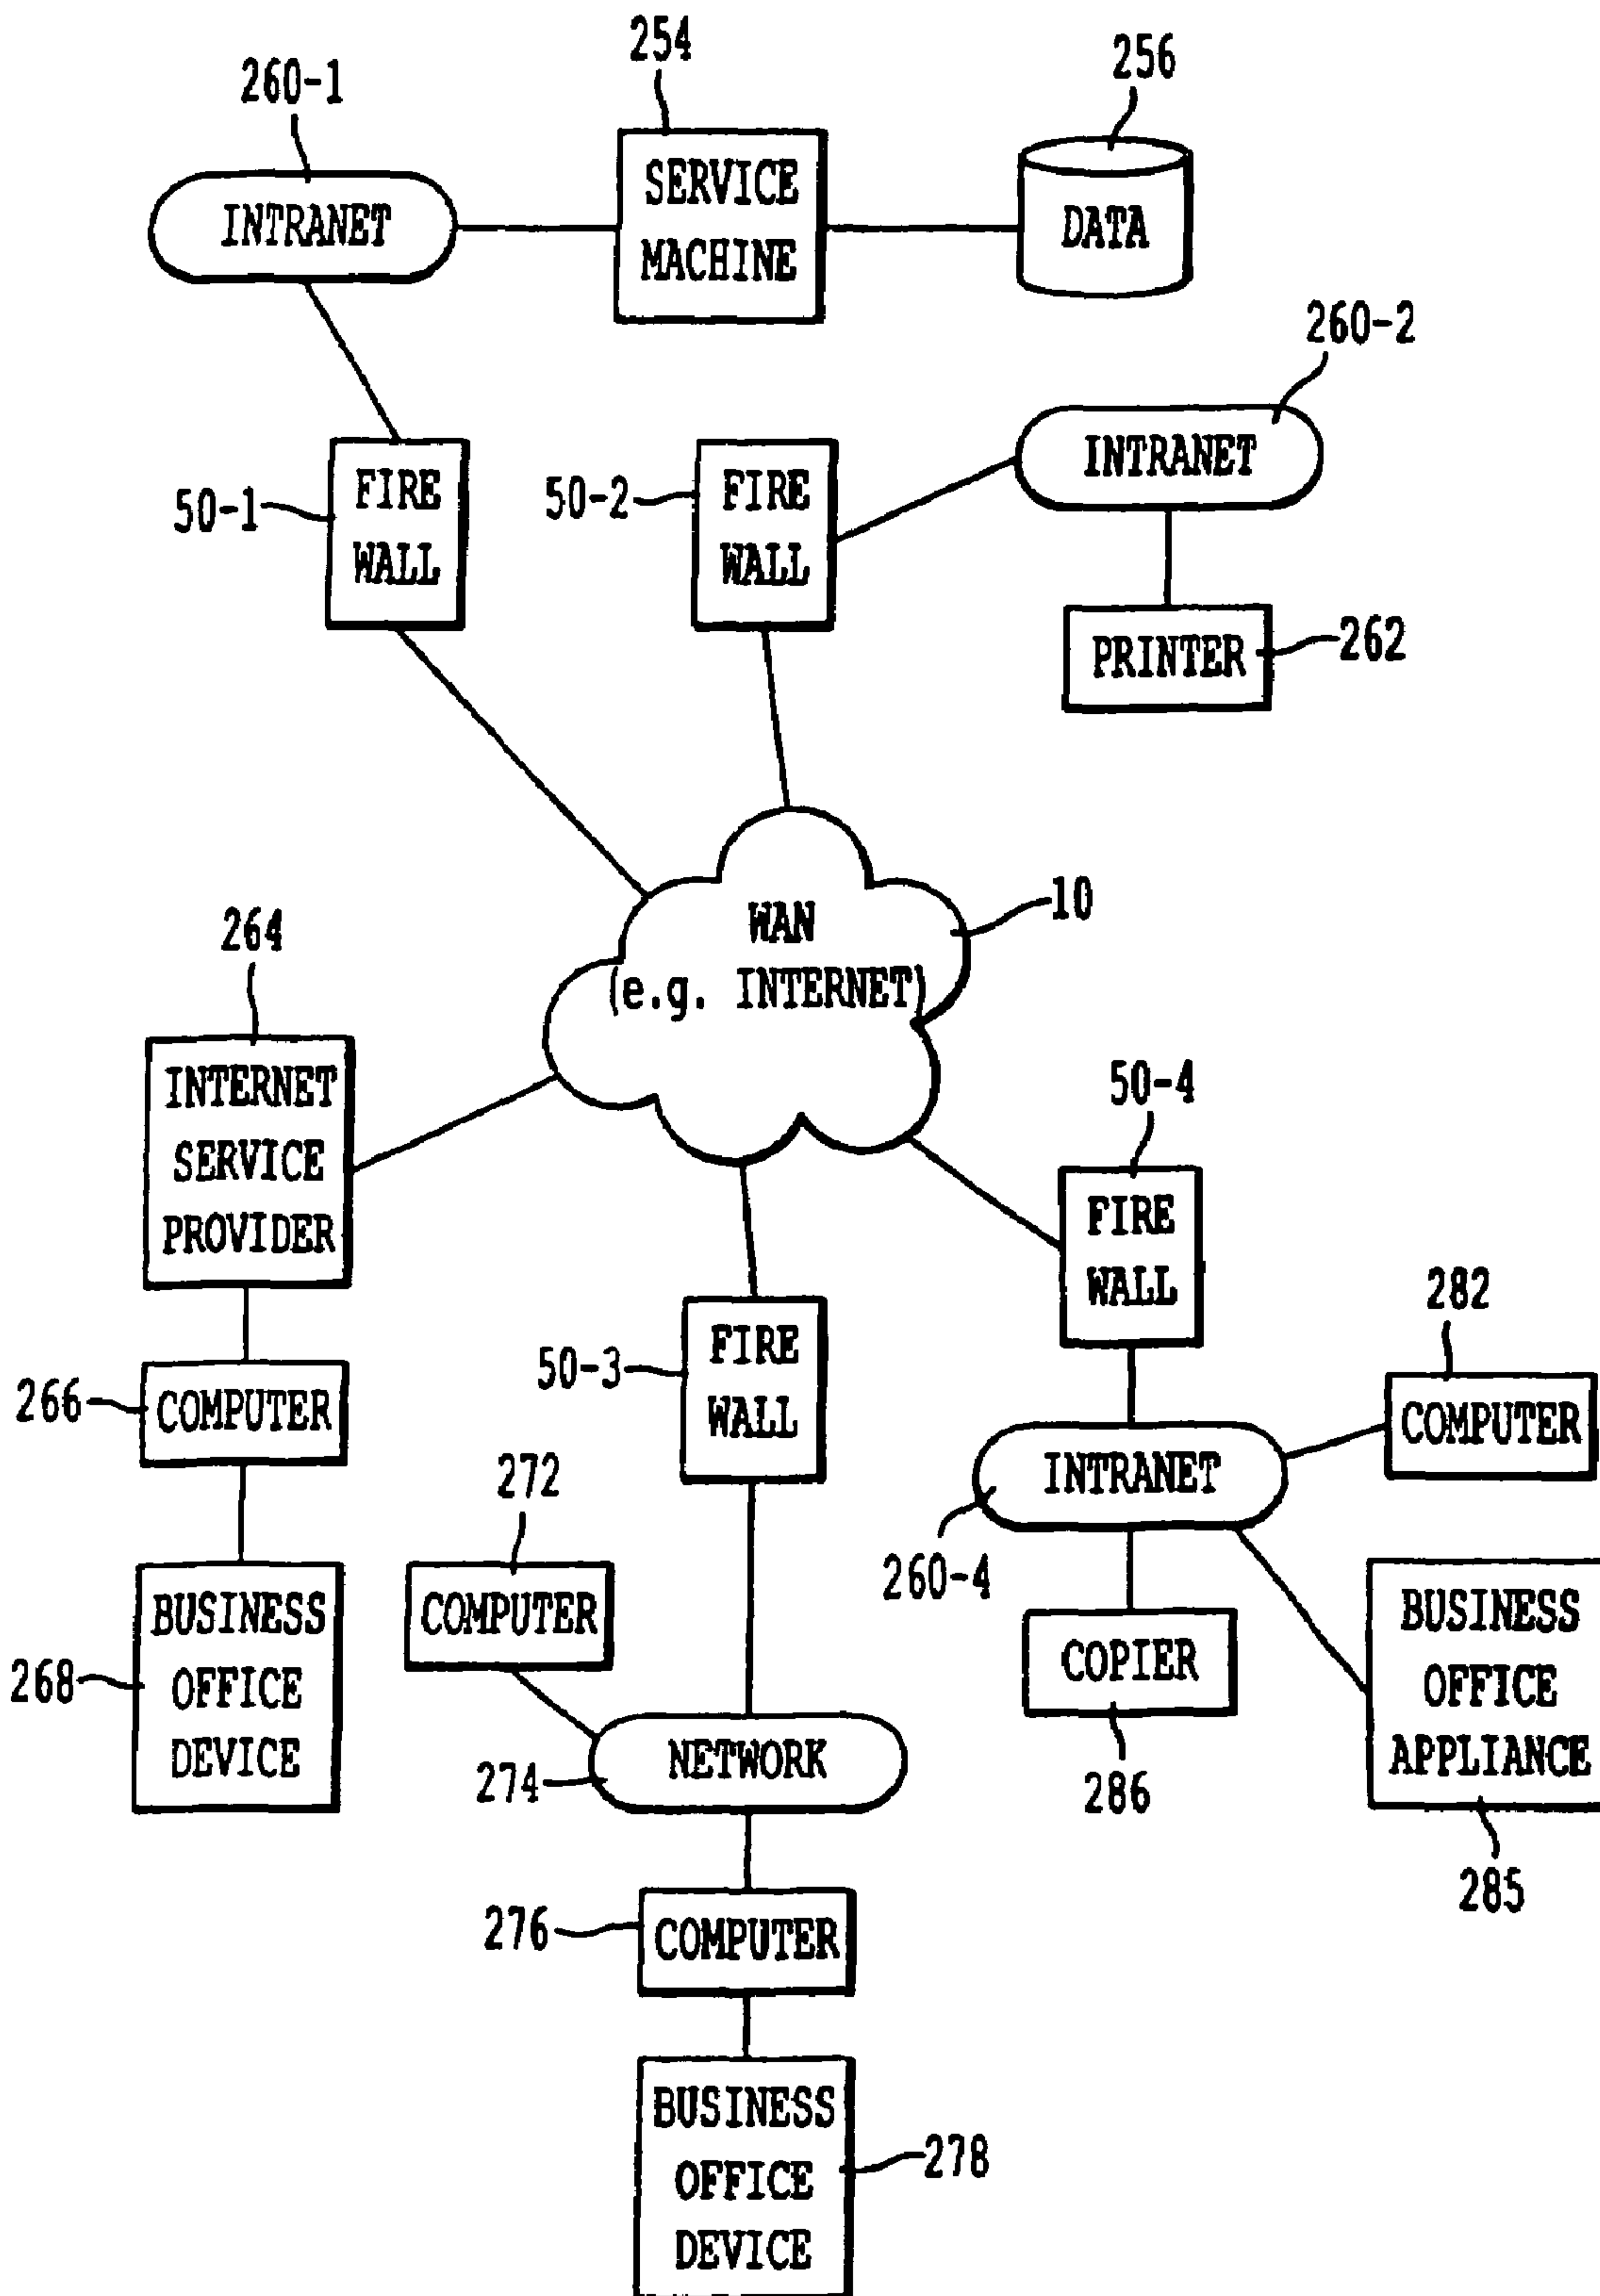 254
256
260-1
SERVICE
MACHINE
INTRANET
DATA
260-2
INTRANET
FIRE
WALL
50-1
FIRE
WALL
50-2
PRINTER
262
WAN
(e.g. INTERNET)
10
264
INTERNET
SERVICE
PROVIDER
50-4
FIRE
WALL
282
FIRE
WALL
50-3
266
COMPUTER
COMPUTER
INTRANET
272
260-4
BUSINESS
OFFICE
DEVICE
268
COMPUTER
COPIER
286
BUSINESS
OFFICE
APPLIANCE
285
NETWORK
274
276
COMPUTER
BUSINESS
OFFICE
DEVICE
278